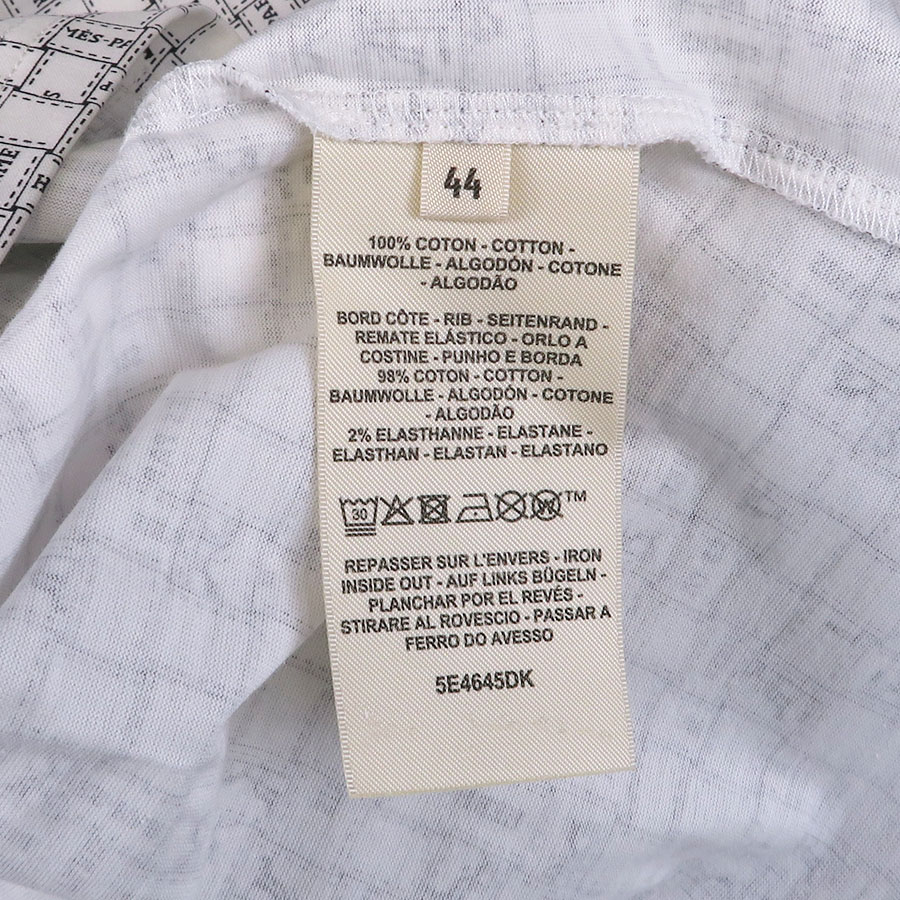 MÈS-PA
44
100% COTON - COTTON -
BAUMWOLLE - ALGODÓN - COTONE
- ALGODÃO
BORD CÔTE - RIB - SEITENRAND -
REMATE ELÁSTICO - ORLO A
COSTINE - PUNHO E BORDA
98% COTON - COTTON -
BAUMWOLLE - ALGODÓN - COTONE
- ALGODÃO
2% ELASTHANNE - ELASTANE -
ELASTHAN - ELASTAN - ELASTANO
30
W
TM
REPASSER SUR L'ENVERS - IRON
INSIDE OUT - AUF LINKS BÜGELN -
PLANCHAR POR EL REVÉS -
STIRARE AL ROVESCIO - PASSAR A
FERRO DO AVESSO
5E4645DK